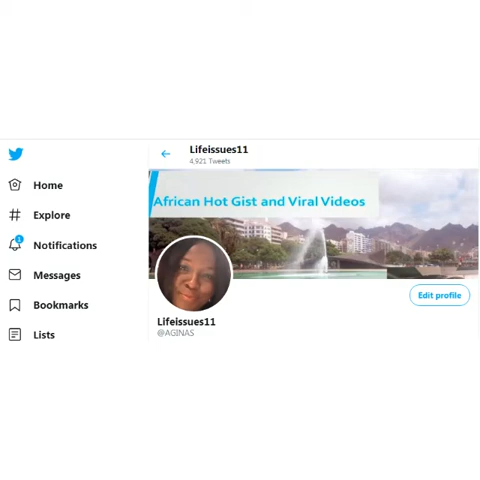 Lifeissues11
4,921 Tweets
African Hot Gist and Viral Videos
Home
Explore
1
Notifications
Messages
Bookmarks
Lists
Edit profile
Lifeissues11
@AGINAS